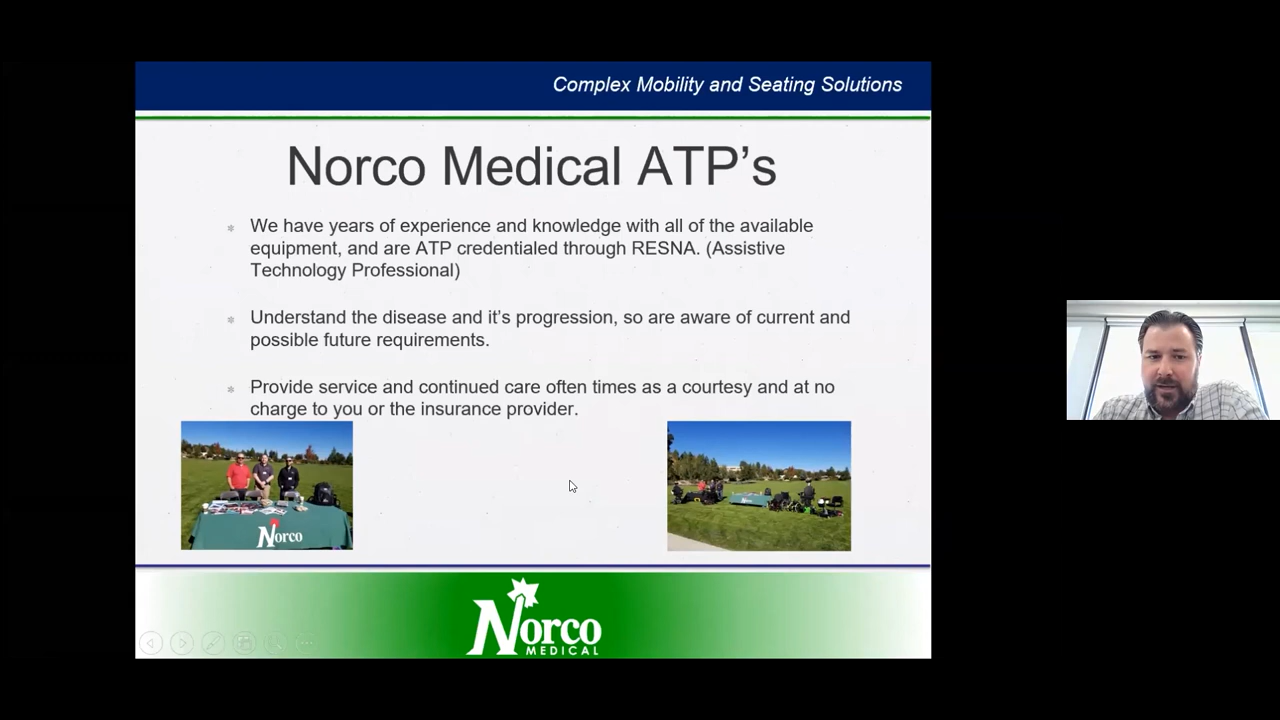 Complex Mobility and Seating Solutions
Norco Medical ATP's
We have years of experience and knowledge with all of the available
equipment, and are ATP credentialed through RESNA. (Assistive
Technology Professional)
Understand the disease and it's progression, so are aware of current and
possible future requirements.
Provide service and continued care often times as a courtesy and at no
charge to you or the insurance provider.
Norco
Norco
MEDICAL